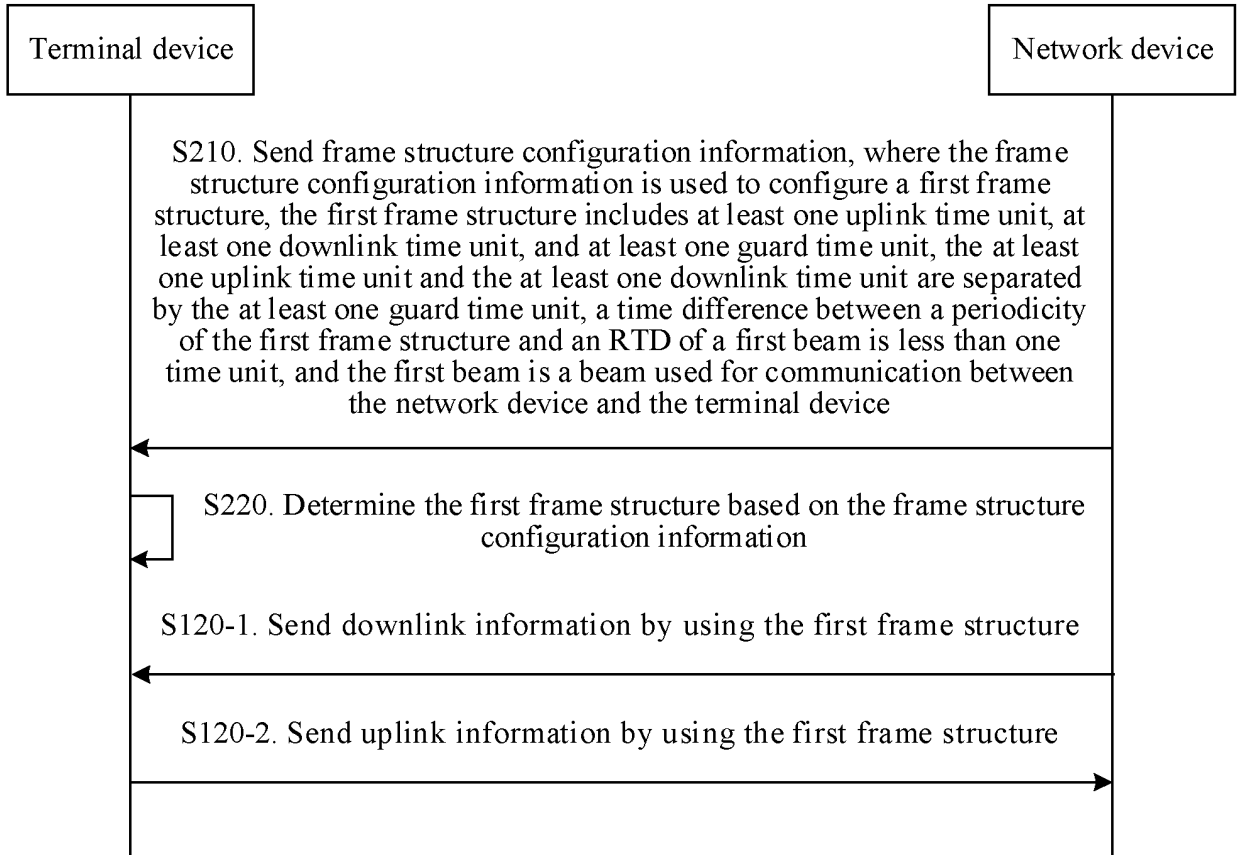 Terminal device
Network device
S210. Send frame structure configuration information, where the frame
structure configuration information is used to configure a first frame
structure, the first frame structure includes at least one uplink time unit, at
least one downlink time unit, and at least one guard time unit, the at least
one uplink time unit and the at least one downlink time unit are separated
by the at least one guard time unit, a time difference between a periodicity
of the first frame structure and an RTD of a first beam is less than one
time unit, and the first beam is a beam used for communication between
the network device and the terminal device
S220. Determine the first frame structure based on the frame structure
configuration information
S120-1. Send downlink information by using the first frame structure
S120-2. Send uplink information by using the first frame structure